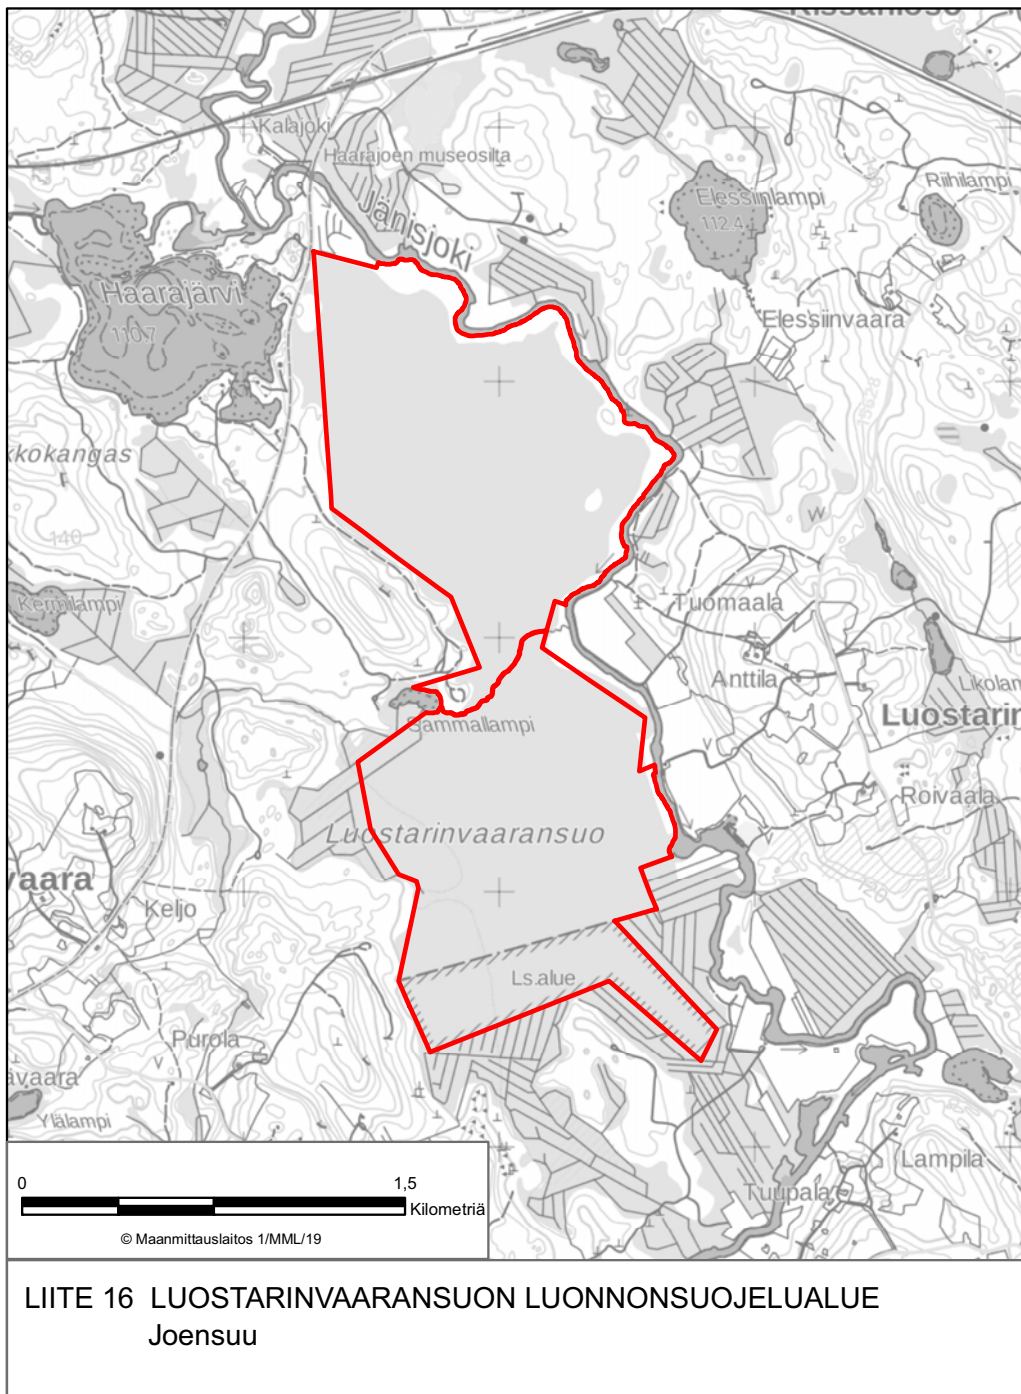 Kalajoki
Haarajoen museosilta
Jänisjoki
Elessiinlampi
112.4
Riihilampi
Haarajärvi
110.7
Elessiinvaara
kkokangas
140
Kermilampi
Tuomaala
Anttila
Likolam
Luostarin
Sammallampi
Roivaala
Luostarinvaaransuo
vaara
Keljo
120
Ls.alue
Purola
avaara
Ylälampi
Lampila
Tuupala
0 1,5
Kilometriä
© Maanmittauslaitos 1/MML/19
LIITE 16 LUOSTARINVAARANSUON LUONNONSUOJELUALUE
Joensuu